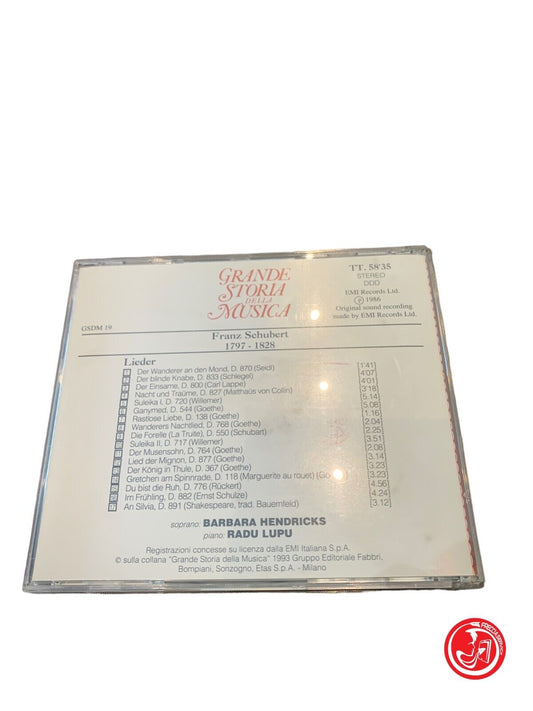 GRANDE
STORIA
DELLA
MUSICA
TT. 58'35
STEREO
DDD
EMI Records Ltd.
℗ 1986
Original sound recording
made by EMI Records Ltd.
GSDM 19
Franz Schubert
1797 - 1828
Lieder
Der Wanderer an den Mond, D. 870 (Seidl) 1'41
Der blinde Knabe, D. 833 (Schlegel) 4'07
Der Einsame, D. 800 (Carl Lappe) 4'01
Nacht und Träume, D. 827 (Matthaüs von Collin) 3'18
Suleika I, D. 720 (Willemer) 5.14
Ganymed, D. 544 (Goethe) 5.08
Rastlose Liebe, D. 138 (Goethe) 1.16
Wanderers Nachtlied, D. 768 (Goethe) 2.04
Die Forelle (La Truite), D. 550 (Schubart) 2.25
Suleika II, D. 717 (Willemer) 3.51
Der Musensohn, D. 764 (Goethe) 2.08
Lied der Mignon, D. 877 (Goethe) 3.14
Der König in Thule, D. 367 (Goethe) 3.23
Gretchen am Spinnrade, D. 118 (Marguerite au rouet) 3.23
Du bist die Ruh, D. 776 (Rückert) 4.56
Im Frühling, D. 882 (Ernst Schulze) 4.24
An Silvia, D. 891 (Shakespeare, trad. Bauernfeld) 3.12
soprano: BARBARA HENDRICKS
piano: RADU LUPU
Registrazioni concesse su licenza dalla EMI Italiana S.p.A.
© sulla collana "Grande Storia della Musica" 1993 Gruppo Editoriale Fabbri,
Bompiani, Sonzogno, Etas S.p.A. - Milano